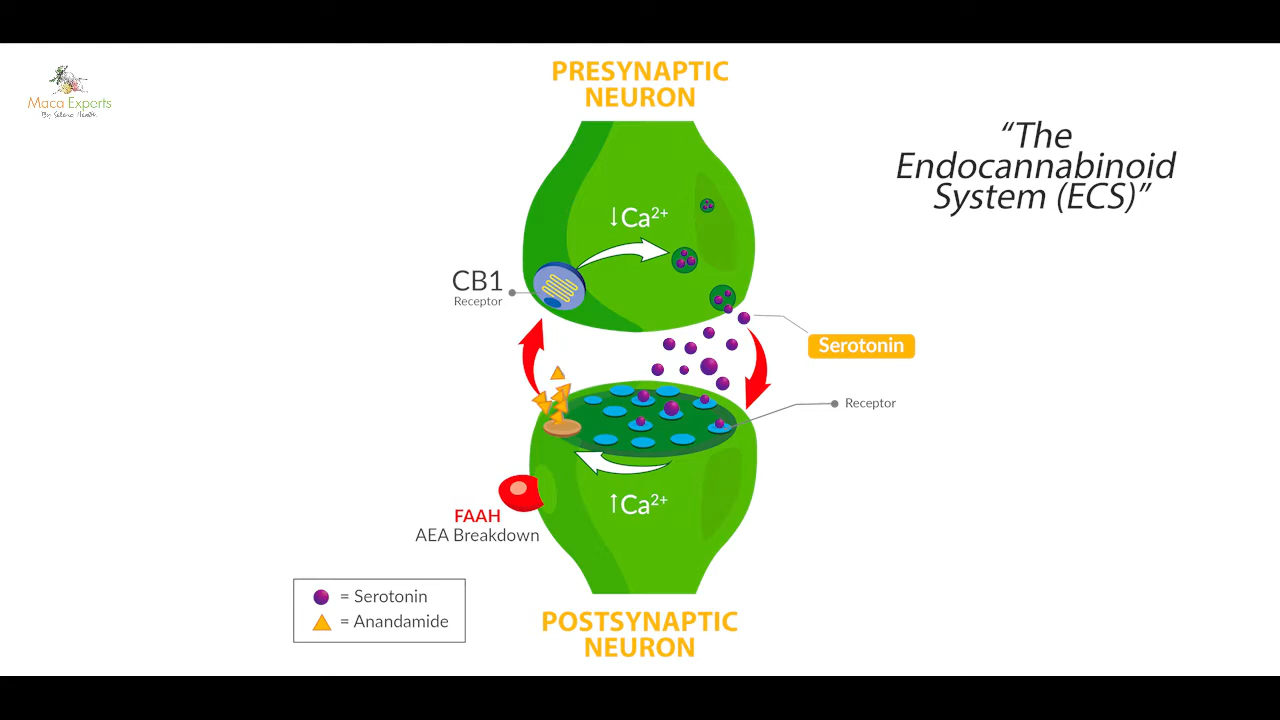 Maca Experts
PRESYNAPTIC
NEURON
“The
Endocannabinoid
System (ECS)”
↓Ca²⁺
CB1
Receptor
Serotonin
Receptor
↑Ca²⁺
FAAH
AEA Breakdown
= Serotonin
= Anandamide
POSTSYNAPTIC
NEURON